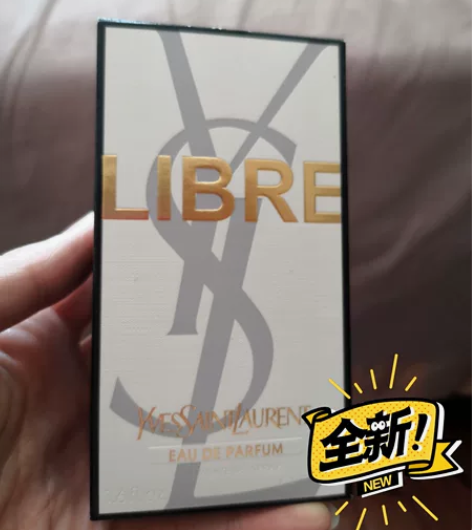 LIBRE
YVESSAINTLAURENT
EAU DE PARFUM
全新!
NEW